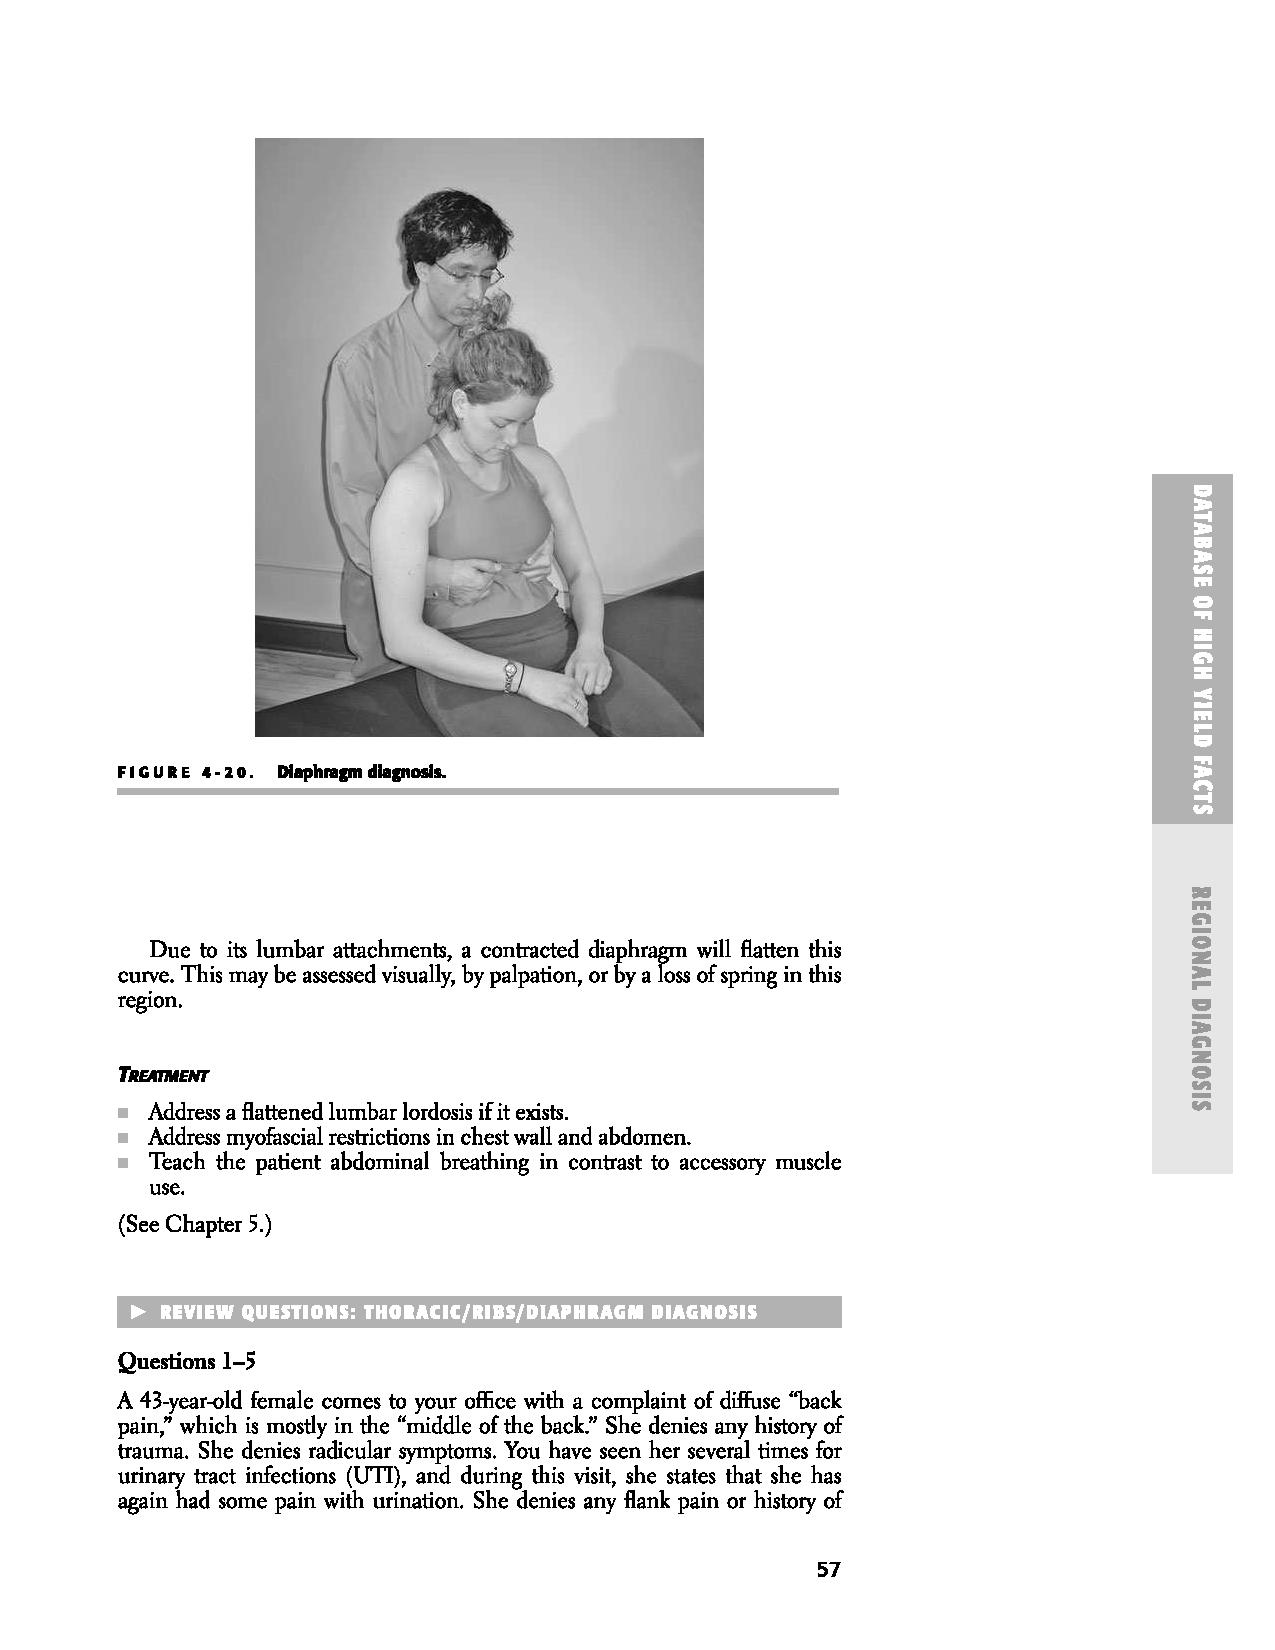 FIGURE 4-20. Diaphragm diagnosis.
Due to its lumbar attachments, a contracted diaphragm will flatten this
curve. This may be assessed visually, by palpation, or by a loss of spring in this
region.
TREATMENT
■ Address a flattened lumbar lordosis if it exists.
■ Address myofascial restrictions in chest wall and abdomen.
■ Teach the patient abdominal breathing in contrast to accessory muscle
use.
(See Chapter 5.)
► REVIEW QUESTIONS: THORACIC/RIBS/DIAPHRAGM DIAGNOSIS
Questions 1–5
A 43-year-old female comes to your office with a complaint of diffuse “back
pain,” which is mostly in the “middle of the back.” She denies any history of
trauma. She denies radicular symptoms. You have seen her several times for
urinary tract infections (UTI), and during this visit, she states that she has
again had some pain with urination. She denies any flank pain or history of
57
DATABASE OF HIGH YIELD FACTS
REGIONAL DIAGNOSIS